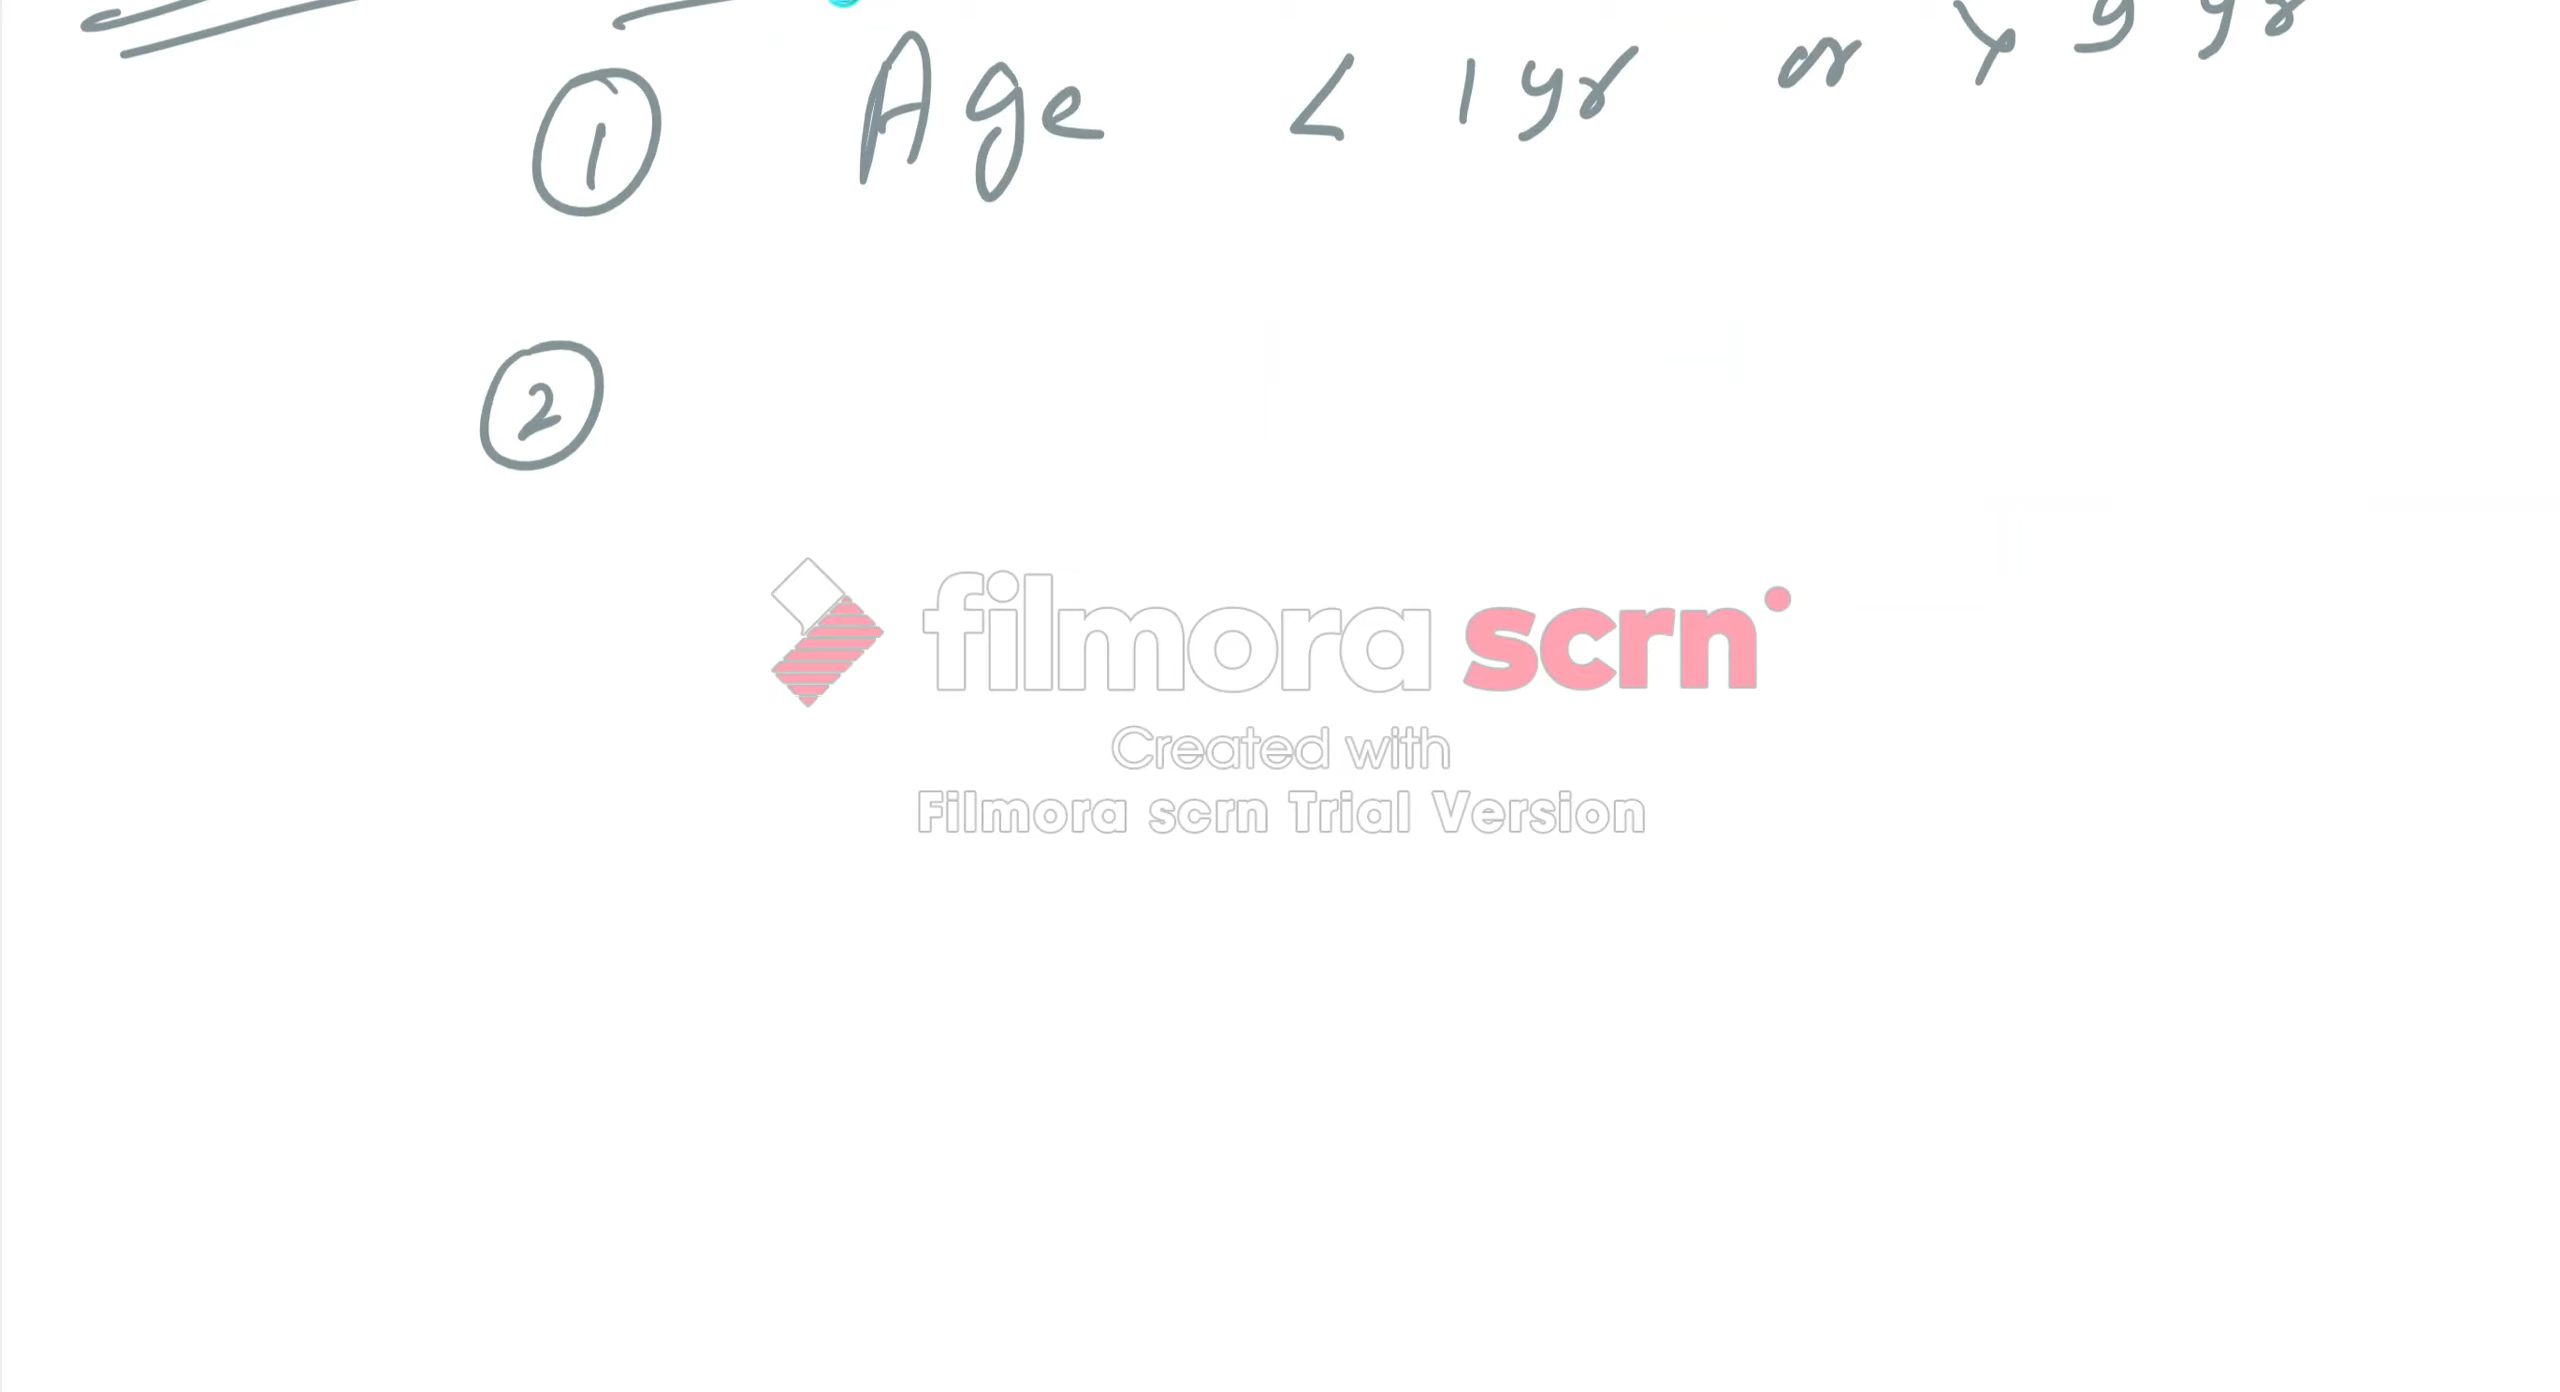 ① Age < 1 yr or > 9 yr
②
filmora scrn
Created with
Filmora scrn Trial Version